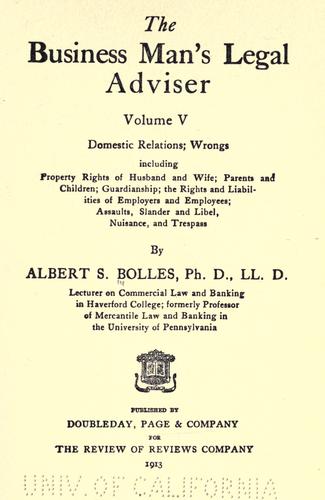 The
Business Man's Legal
Adviser
Volume V
Domestic Relations; Wrongs
including
Property Rights of Husband and Wife; Parents and
Children; Guardianship; the Rights and Liabil-
ities of Employers and Employees;
Assaults, Slander and Libel,
Nuisance, and Trespass
By
ALBERT S. BOLLES, Ph. D., LL. D.
Lecturer on Commercial Law and Banking
in Haverford College; formerly Professor
of Mercantile Law and Banking in
the University of Pennsylvania
PUBLISHED BY
DOUBLEDAY, PAGE & COMPANY
FOR
THE REVIEW OF REVIEWS COMPANY
1913
UNIV. OF CALIFORNIA